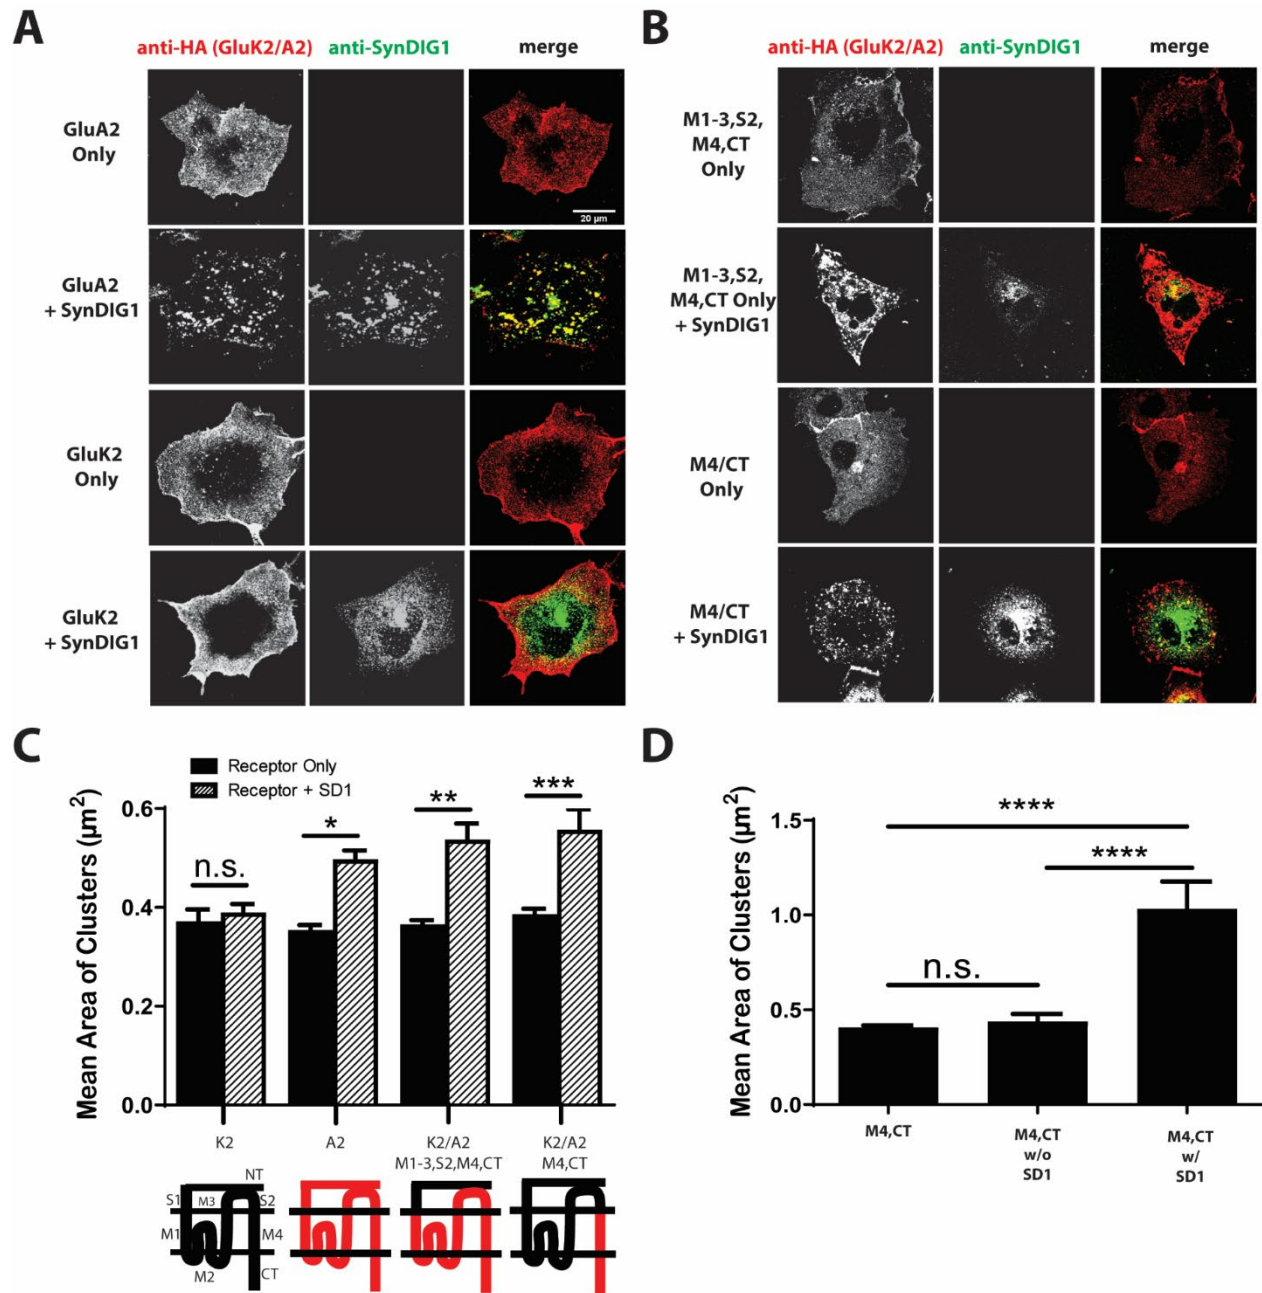 A
anti-HA (GluK2/A2) anti-SynDIG1 merge
GluA2
Only
20 µm
GluA2
+ SynDIG1
GluK2
Only
GluK2
+ SynDIG1
B
anti-HA (GluK2/A2) anti-SynDIG1 merge
M1-3,S2,
M4,CT
Only
M1-3,S2,
M4,CT Only
+ SynDIG1
M4/CT
Only
M4/CT
+ SynDIG1
C
Receptor Only
Receptor + SD1
Mean Area of Clusters (µm²)
0.6
0.4
0.2
0.0
n.s.
*
**
***
K2
A2
K2/A2
M1-3,S2,M4,CT
K2/A2
M4,CT
NT
S1 M3 S2
M1 M4
M2 CT
D
Mean Area of Clusters (µm²)
1.5
1.0
0.5
0.0
****
****
n.s.
M4,CT
M4,CT
w/o
SD1
M4,CT
w/
SD1